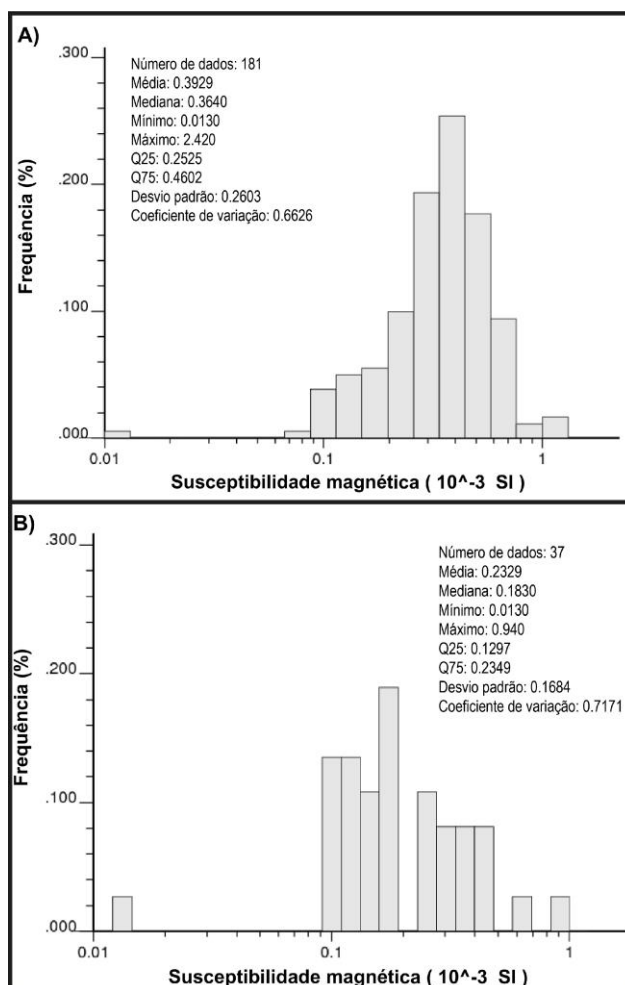 A)
Número de dados: 181
Média: 0.3929
Mediana: 0.3640
Mínimo: 0.0130
Máximo: 2.420
Q25: 0.2525
Q75: 0.4602
Desvio padrão: 0.2603
Coeficiente de variação: 0.6626
Frequência (%)
.300
.200
.100
.000
0.01 0.1 1
Susceptibilidade magnética ( 10^-3 SI )
B)
Número de dados: 37
Média: 0.2329
Mediana: 0.1830
Mínimo: 0.0130
Máximo: 0.940
Q25: 0.1297
Q75: 0.2349
Desvio padrão: 0.1684
Coeficiente de variação: 0.7171
Frequência (%)
.300
.200
.100
.000
0.01 0.1 1
Susceptibilidade magnética ( 10^-3 SI )